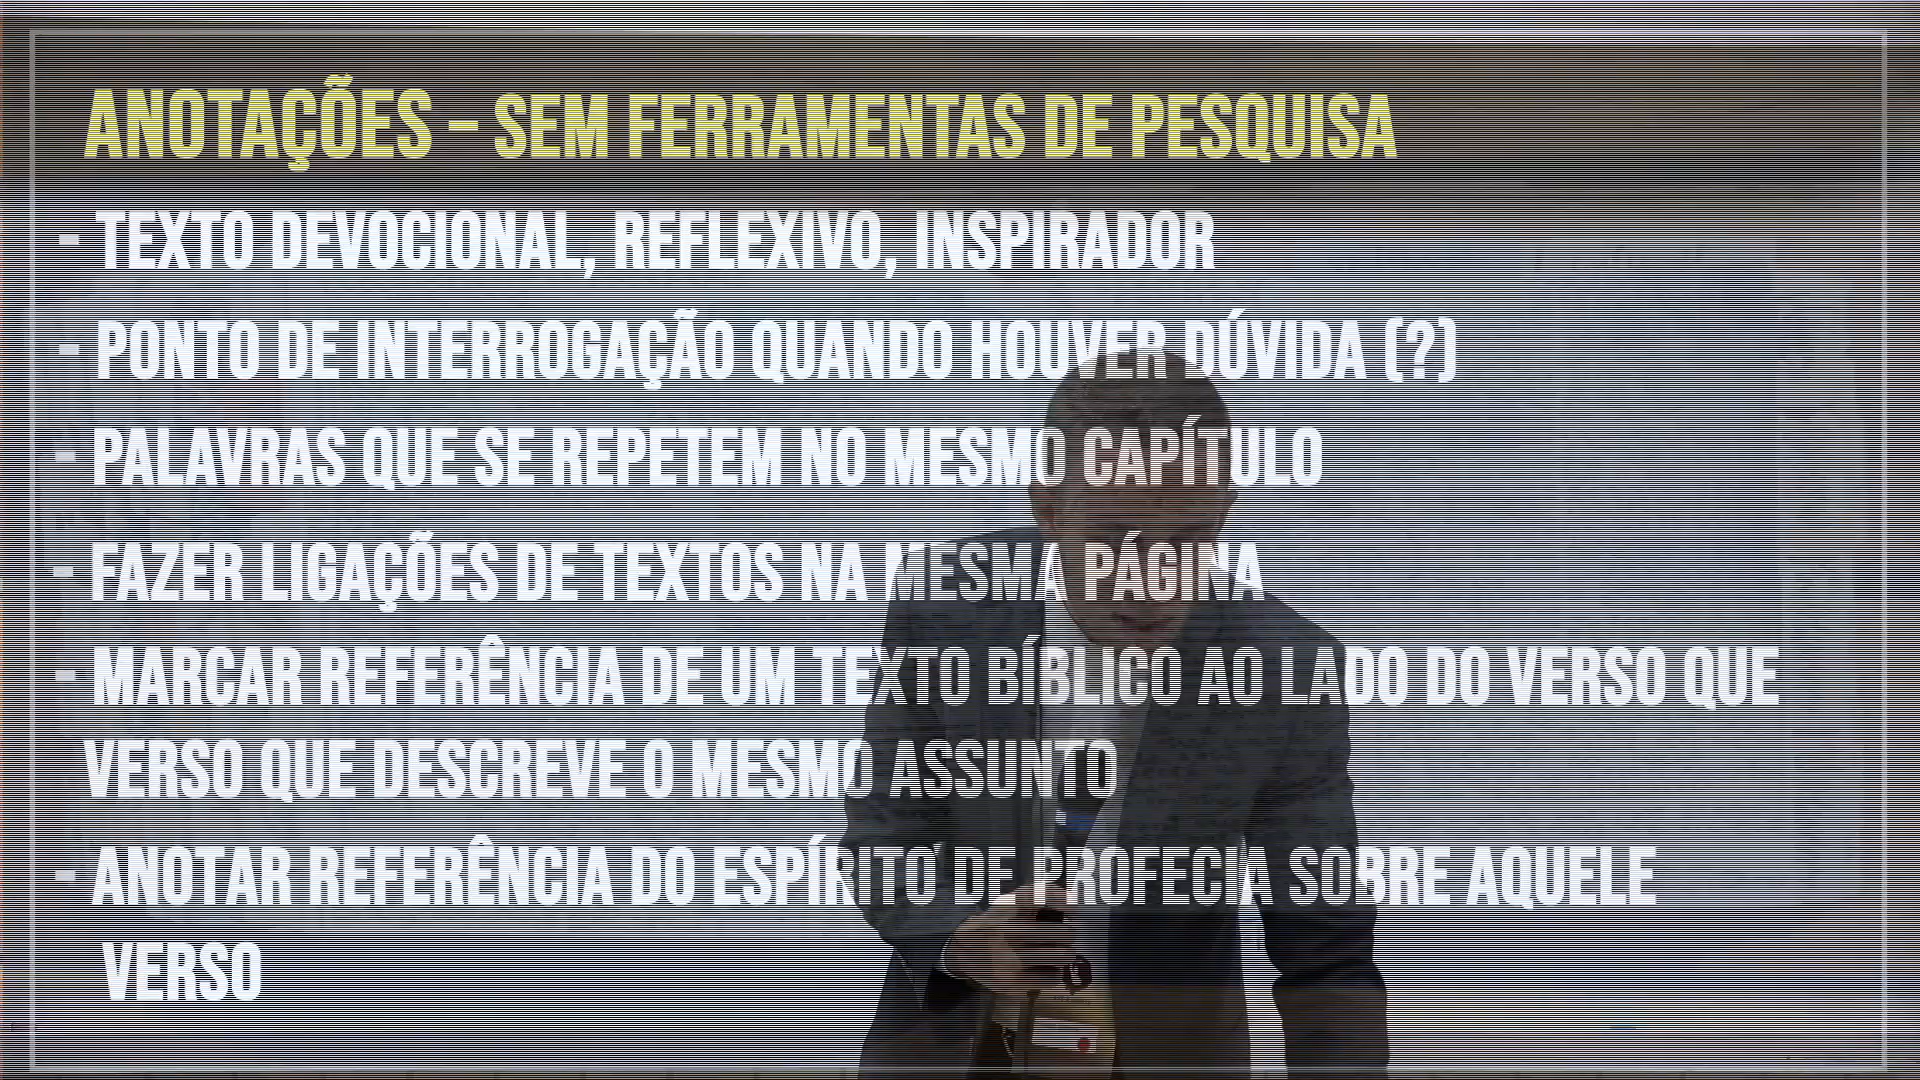 ANOTAÇÕES – SEM FERRAMENTAS DE PESQUISA
- TEXTO DEVOCIONAL, REFLEXIVO, INSPIRADOR
- PONTO DE INTERROGAÇÃO QUANDO HOUVER DÚVIDA (?)
- PALAVRAS QUE SE REPETEM NO MESMO CAPÍTULO
- FAZER LIGAÇÕES DE TEXTOS NA MESMA PÁGINA
- MARCAR REFERÊNCIA DE UM TEXTO BÍBLICO AO LADO DO VERSO QUE
VERSO QUE DESCREVE O MESMO ASSUNTO
- ANOTAR REFERÊNCIA DO ESPÍRITO DE PROFECIA SOBRE AQUELE
VERSO